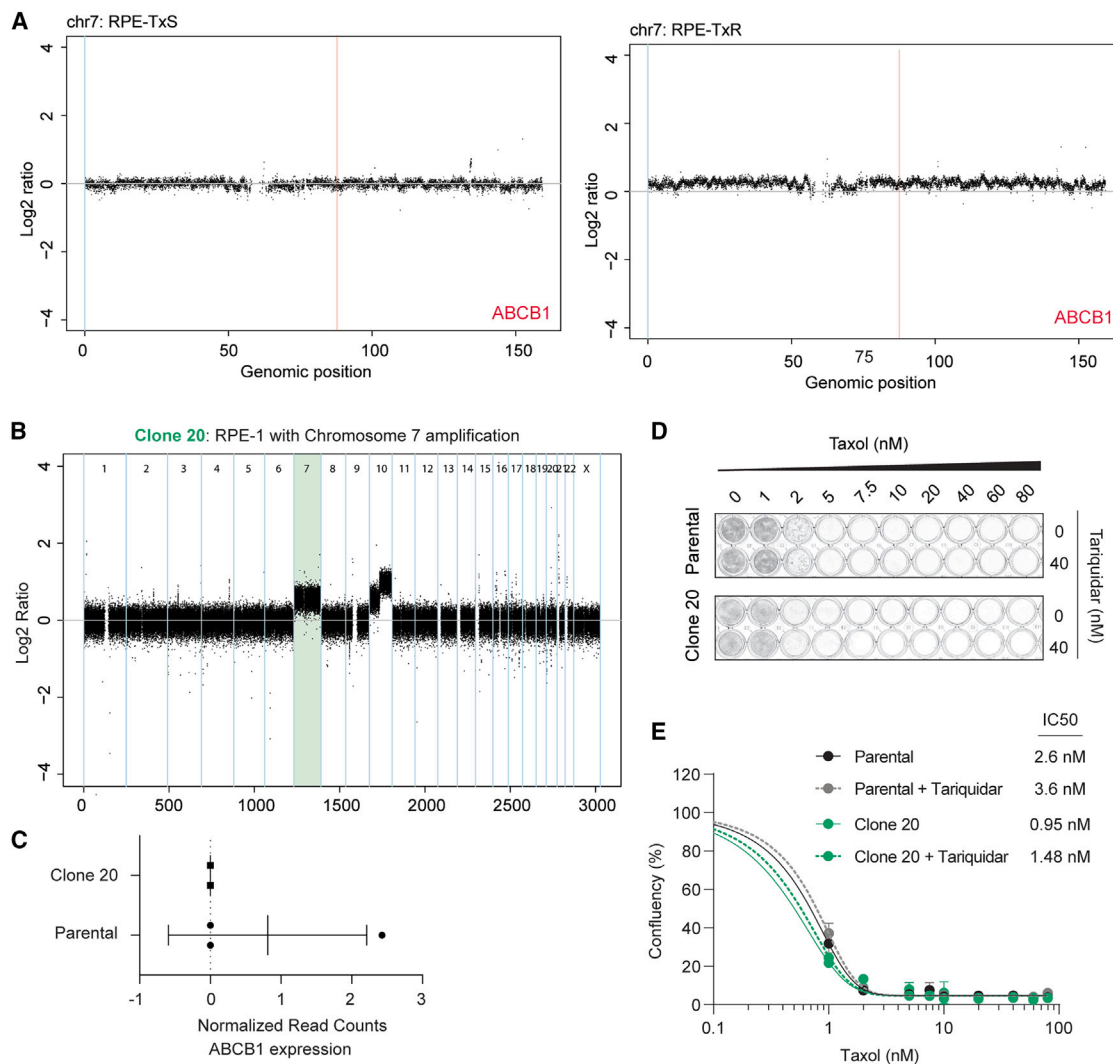 A
chr7: RPE-TxS
4
2
0
-2
-4
Log2 ratio
ABCB1
0 50 100 150
Genomic position
chr7: RPE-TxR
4
2
0
-2
-4
Log2 ratio
ABCB1
0 50 75 100 150
Genomic position
B
Clone 20: RPE-1 with Chromosome 7 amplification
1 2 3 4 5 6 7 8 9 10 11 12 13 14 15 16 17 18 19 20 21 22 X
4
2
0
-2
-4
Log2 Ratio
0 500 1000 1500 2000 2500 3000
C
Clone 20
Parental
-1 0 1 2 3
Normalized Read Counts
ABCB1 expression
D
Taxol (nM)
0 1 2 5 7.5 10 20 40 60 80
Parental
0
40
Clone 20
0
40
Tariquidar (nM)
E
IC50
Parental 2.6 nM
Parental + Tariquidar 3.6 nM
Clone 20 0.95 nM
Clone 20 + Tariquidar 1.48 nM
120
100
80
60
40
20
0
Confluency (%)
0.1 1 10 100
Taxol (nM)